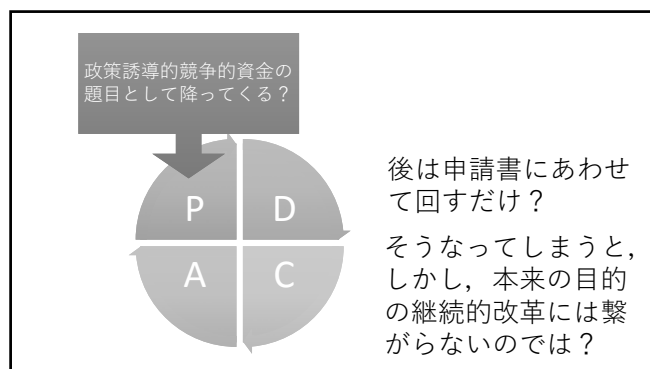 政策誘導的競争的資金の
題目として降ってくる？
P D
A C
後は申請書にあわせ
て回すだけ？
そうなってしまうと，
しかし，本来の目的
の継続的改革には繋
がらないのでは？